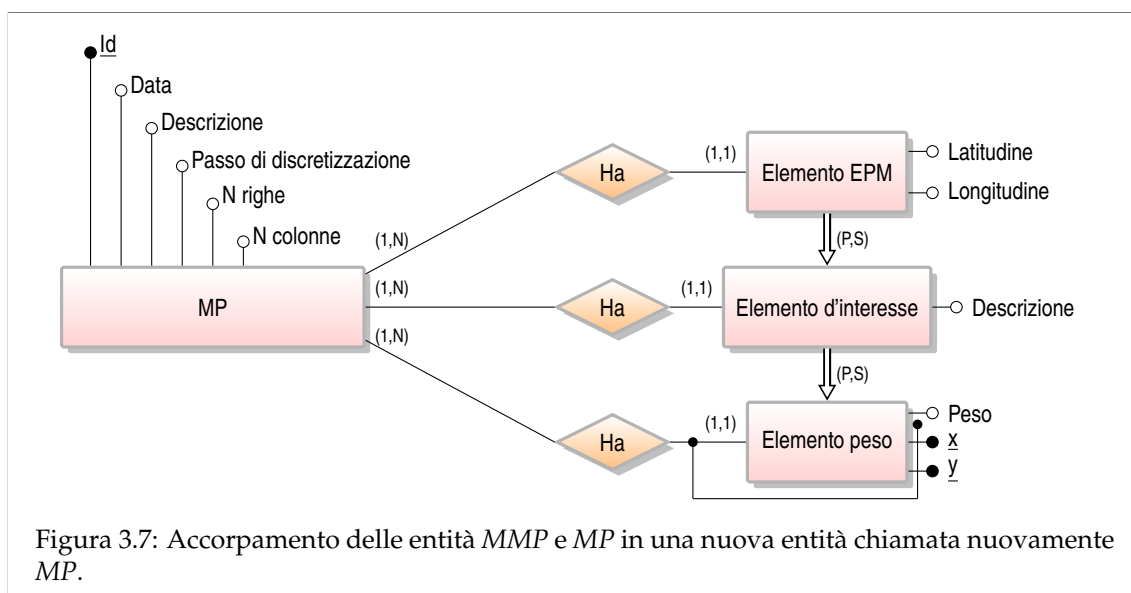 Id
Data
Descrizione
Passo di discretizzazione
N righe
N colonne
MP
(1,N)
(1,N)
(1,N)
Ha
(1,1)
Elemento EPM
Latitudine
Longitudine
(P,S)
Ha
(1,1)
Elemento d'interesse
Descrizione
(P,S)
Ha
(1,1)
Elemento peso
Peso
x
y
Figura 3.7: Accorpamento delle entità MMP e MP in una nuova entità chiamata nuovamente
MP.